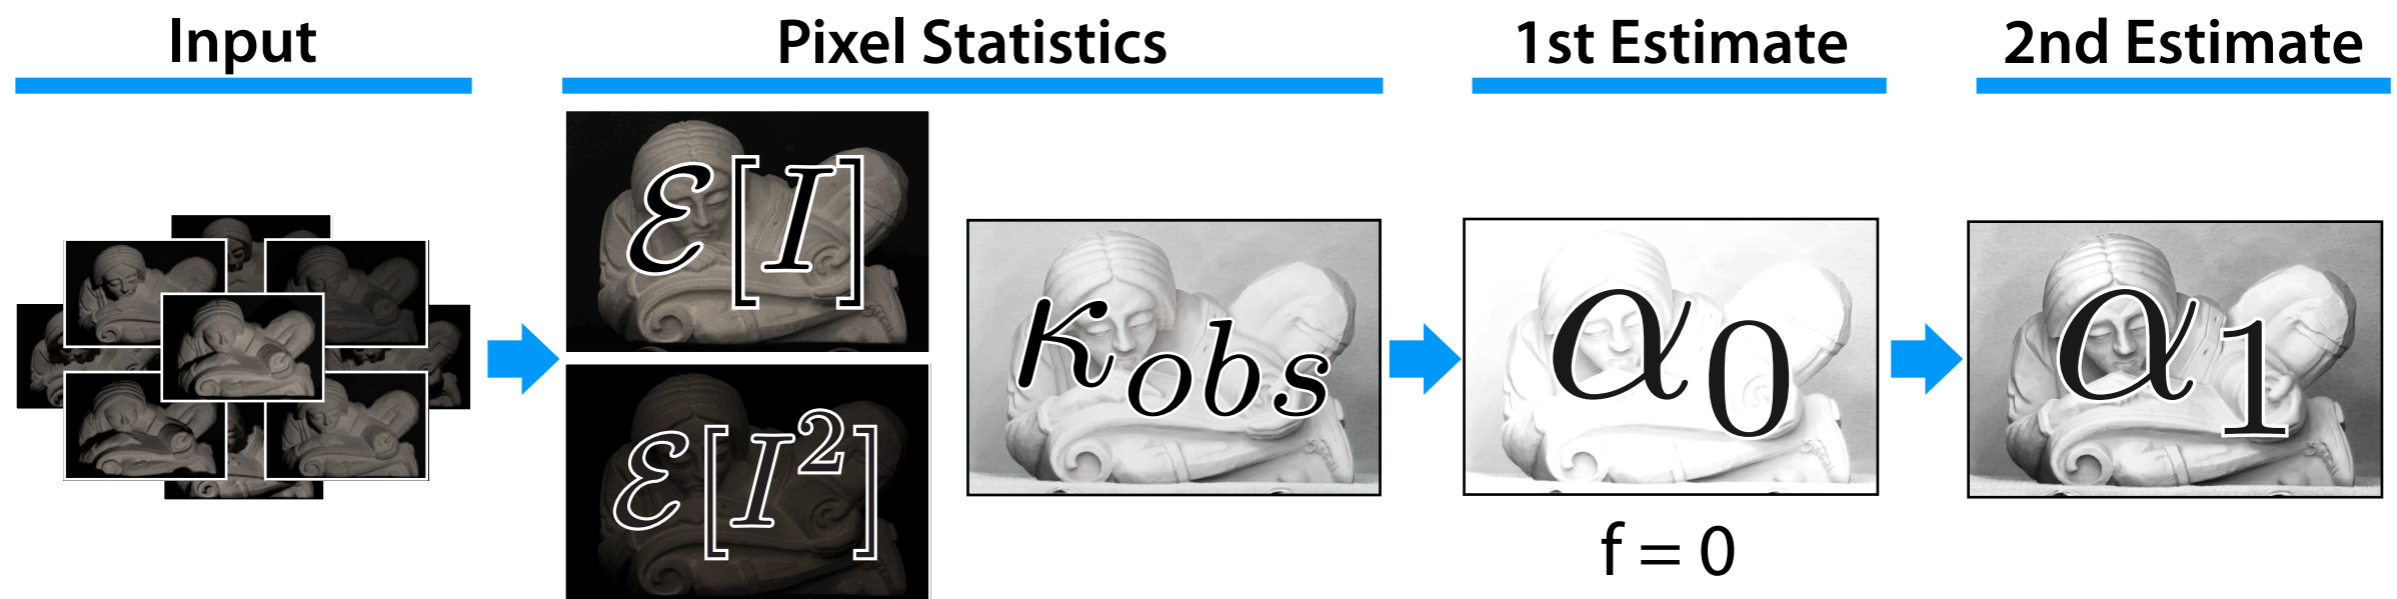 Input
Pixel Statistics
1st Estimate
2nd Estimate
ℰ[I]
ℰ[I²]
κobs
α0
α1
f = 0